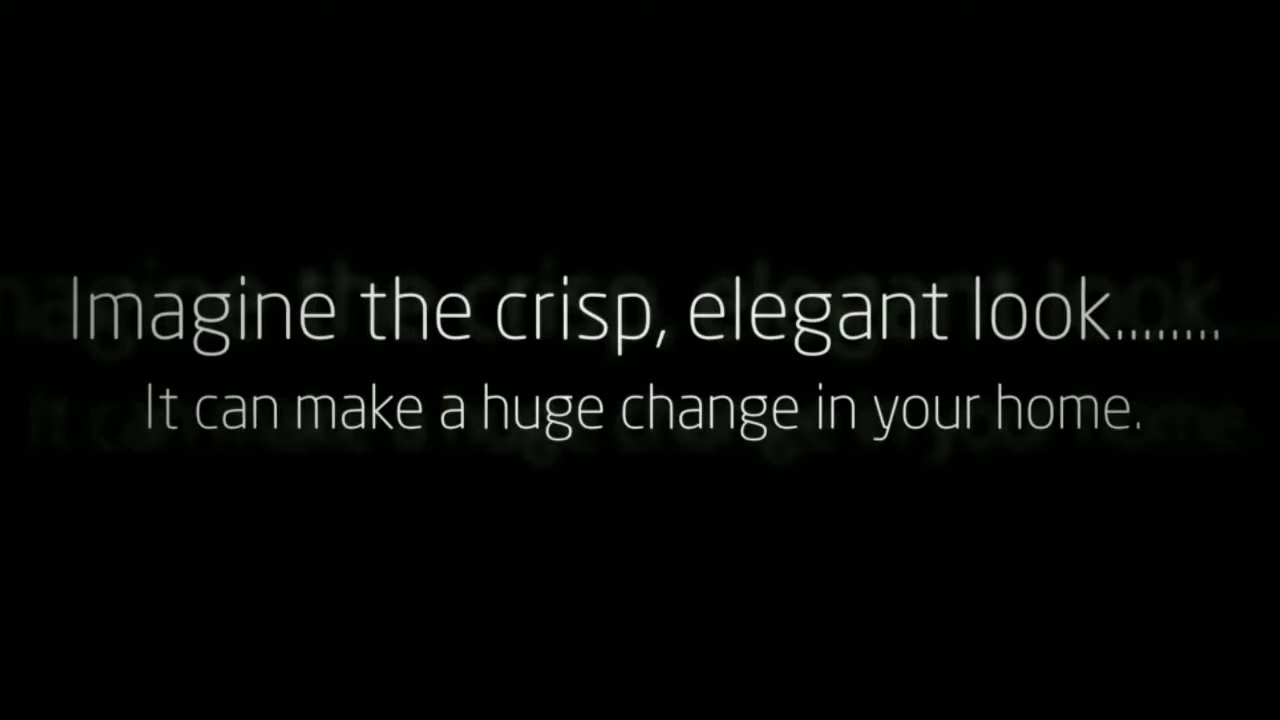 Imagine the crisp, elegant look........
It can make a huge change in your home.